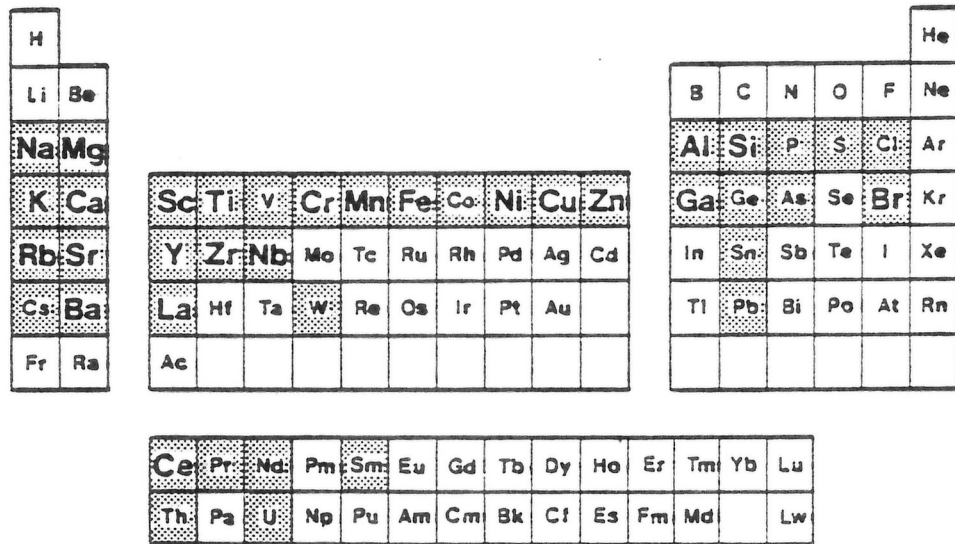 H He
Li Be B C N O F Ne
Na Mg Al Si P S Cl Ar
K Ca Sc Ti V Cr Mn Fe Co Ni Cu Zn Ga Ge As Se Br Kr
Rb Sr Y Zr Nb Mo Tc Ru Rh Pd Ag Cd In Sn Sb Te I Xe
Cs Ba La Hf Ta W Re Os Ir Pt Au Tl Pb Bi Po At Rn
Fr Ra Ac
Ce Pr Nd Pm Sm Eu Gd Tb Dy Ho Er Tm Yb Lu
Th Pa U Np Pu Am Cm Bk Cf Es Fm Md Lw